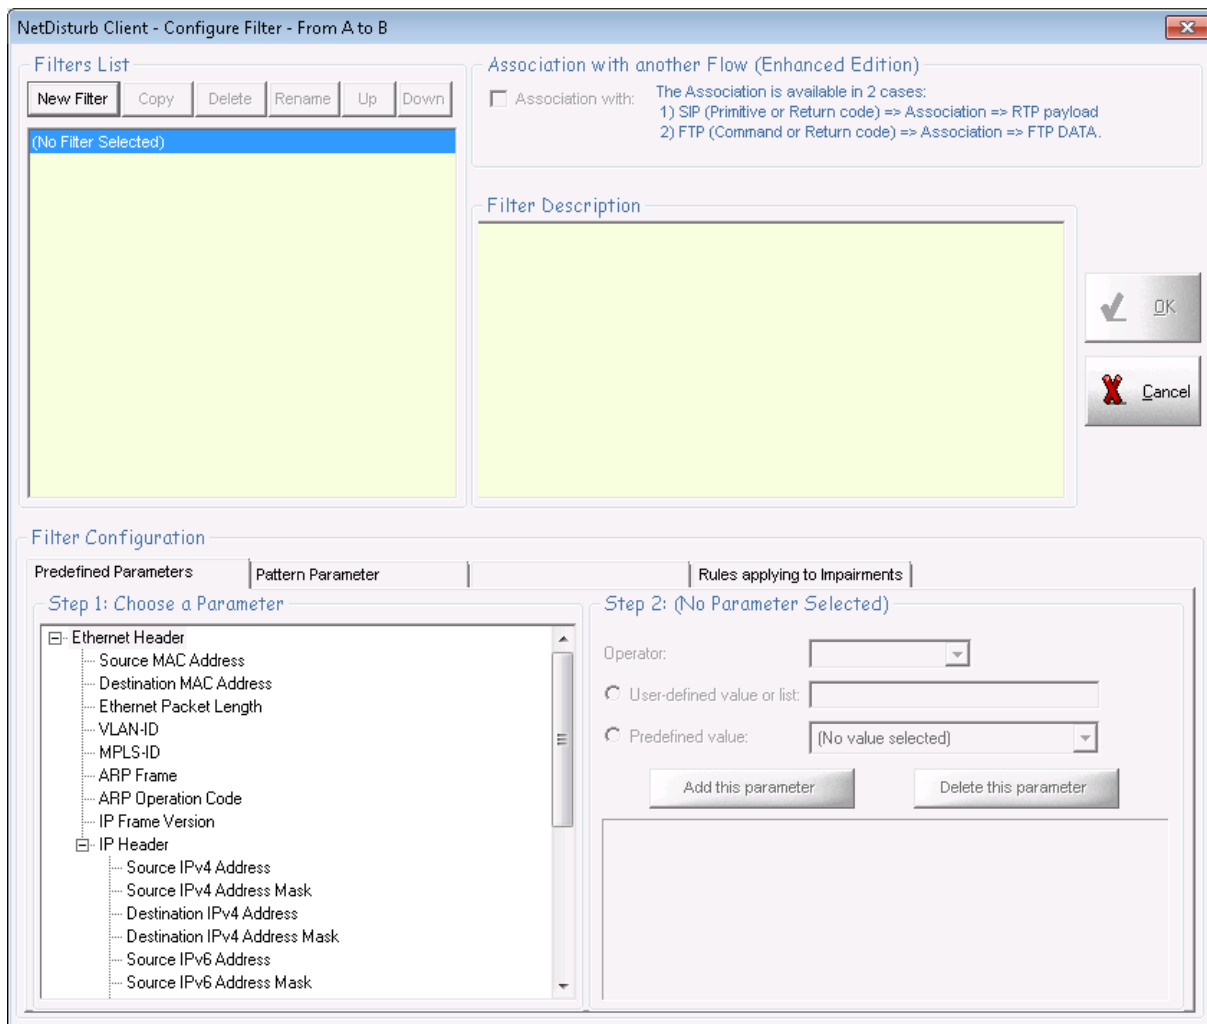 NetDisturb Client - Configure Filter - From A to B
Filters List
New Filter
Copy
Delete
Rename
Up
Down
(No Filter Selected)
Association with another Flow (Enhanced Edition)
Association with:
The Association is available in 2 cases:
1) SIP (Primitive or Return code) => Association => RTP payload
2) FTP (Command or Return code) => Association => FTP DATA.
Filter Description
OK
Cancel
Filter Configuration
Predefined Parameters
Pattern Parameter
Rules applying to Impairments
Step 1: Choose a Parameter
Ethernet Header
Source MAC Address
Destination MAC Address
Ethernet Packet Length
VLAN-ID
MPLS-ID
ARP Frame
ARP Operation Code
IP Frame Version
IP Header
Source IPv4 Address
Source IPv4 Address Mask
Destination IPv4 Address
Destination IPv4 Address Mask
Source IPv6 Address
Source IPv6 Address Mask
Step 2: (No Parameter Selected)
Operator:
User-defined value or list:
Predefined value:
(No value selected)
Add this parameter
Delete this parameter